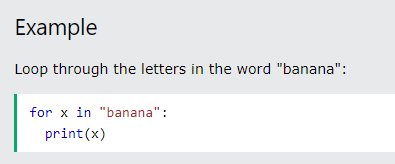 Example
Loop through the letters in the word "banana":
for x in "banana":
  print(x)